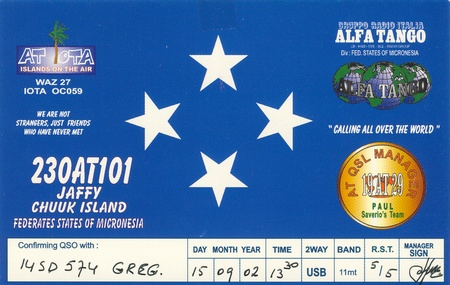 AT IOTA
ISLANDS ON THE AIR
WAZ 27
IOTA OC059
WE ARE NOT
STRANGERS, JUST FRIENDS
WHO HAVE NEVER MET
230AT101
JAFFY
CHUUK ISLAND
FEDERATES STATES OF MICRONESIA
GRUPPO RADIO ITALIA
ALFA TANGO
Div: FED. STATES OF MICRONESIA
ALFA TANGO
"CALLING ALL OVER THE WORLD"
AT QSL MANAGER
19AT29
PAUL
Saverio's Team
Confirming QSO with :
14SD 574 GREG.
DAY MONTH YEAR TIME 2WAY BAND R.S.T. MANAGER SIGN
15 09 02 13 30 USB 11mt 5/5